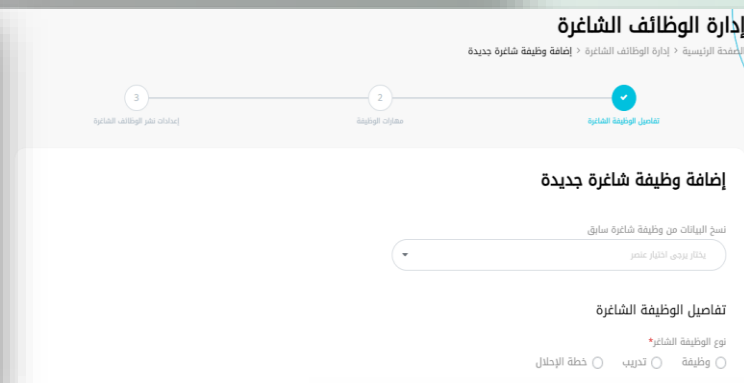 إدارة الوظائف الشاغرة
الصفحة الرئيسية > إدارة الوظائف الشاغرة > إضافة وظيفة شاغرة جديدة
2 3
تفاصيل الوظيفة الشاغرة مهارات الوظيفة إعدادات نشر الوظائف الشاغرة
إضافة وظيفة شاغرة جديدة
نسخ البيانات من وظيفة شاغرة سابق
يختار يرجى اختيار عنصر
تفاصيل الوظيفة الشاغرة
نوع الوظيفة الشاغر*
وظيفة تدريب خطة الإحلال